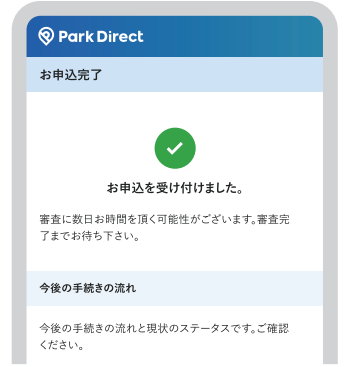 Park Direct
お申込完了
お申込を受け付けました。
審査に数日お時間を頂く可能性がございます。審査完
了までお待ち下さい。
今後の手続きの流れ
今後の手続きの流れと現状のステータスです。ご確認
ください。